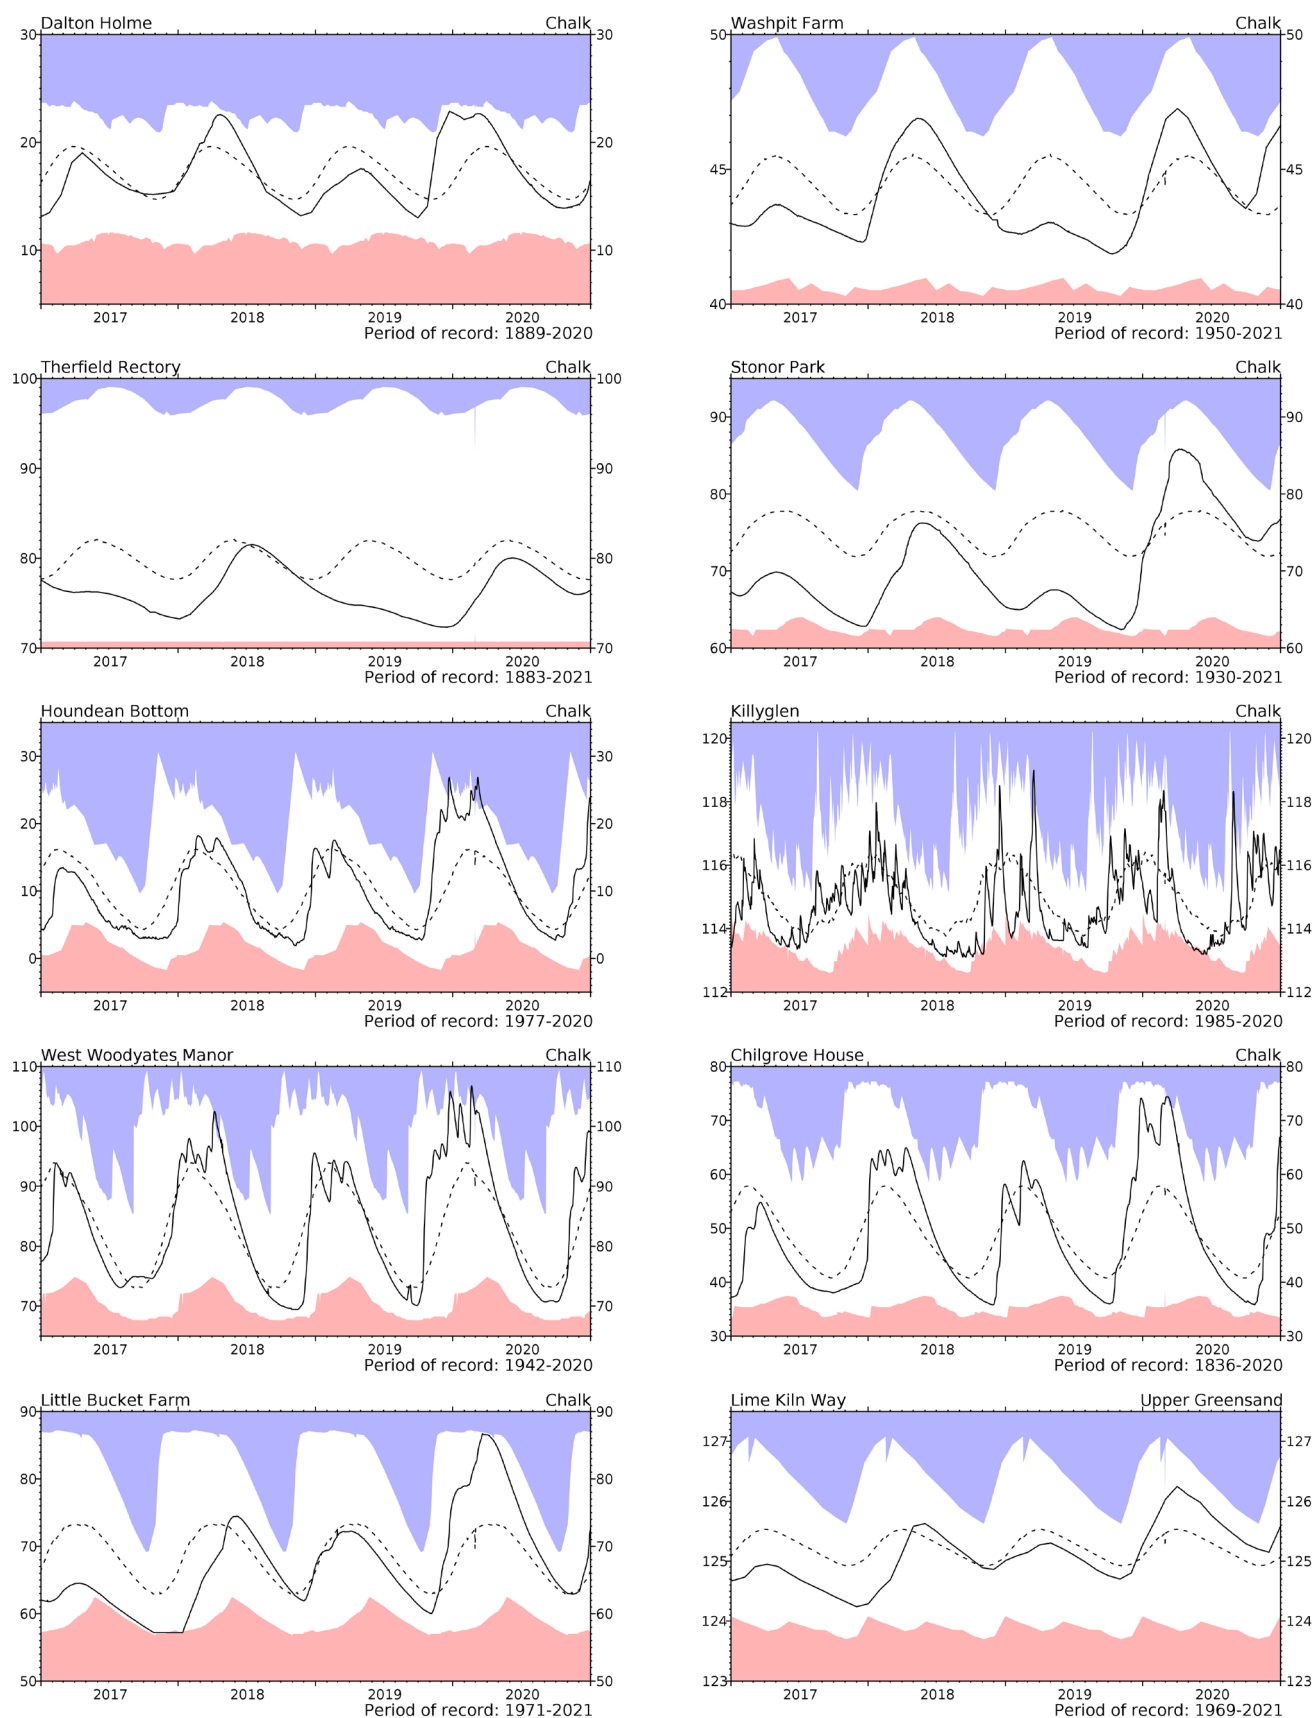 Dalton Holme Chalk
30 30
20 20
10 10
2017 2018 2019 2020
Period of record: 1889-2020
Washpit Farm Chalk
50 50
45 45
40 40
2017 2018 2019 2020
Period of record: 1950-2021
Therfield Rectory Chalk
100 100
90 90
80 80
70 70
2017 2018 2019 2020
Period of record: 1883-2021
Stonor Park Chalk
90 90
80 80
70 70
60 60
2017 2018 2019 2020
Period of record: 1930-2021
Houndean Bottom Chalk
30 30
20 20
10 10
0 0
2017 2018 2019 2020
Period of record: 1977-2020
Killyglen Chalk
120 120
118 118
116 116
114 114
112 112
2017 2018 2019 2020
Period of record: 1985-2020
West Woodyates Manor Chalk
110 110
100 100
90 90
80 80
70 70
2017 2018 2019 2020
Period of record: 1942-2020
Chilgrove House Chalk
80 80
70 70
60 60
50 50
40 40
30 30
2017 2018 2019 2020
Period of record: 1836-2020
Little Bucket Farm Chalk
90 90
80 80
70 70
60 60
50 50
2017 2018 2019 2020
Period of record: 1971-2021
Lime Kiln Way Upper Greensand
127 127
126 126
125 125
124 124
123 123
2017 2018 2019 2020
Period of record: 1969-2021